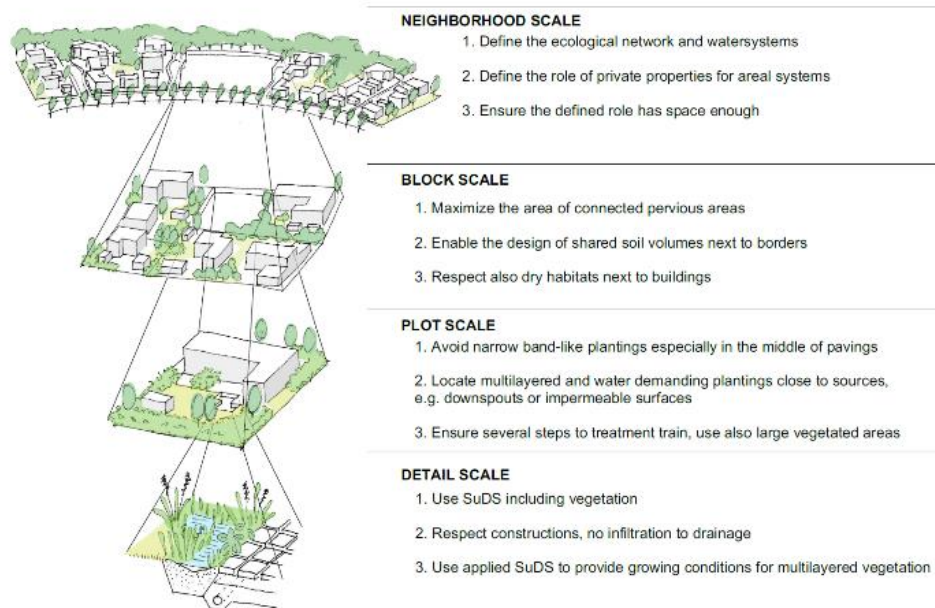 NEIGHBORHOOD SCALE
1. Define the ecological network and watersystems
2. Define the role of private properties for areal systems
3. Ensure the defined role has space enough
BLOCK SCALE
1. Maximize the area of connected pervious areas
2. Enable the design of shared soil volumes next to borders
3. Respect also dry habitats next to buildings
PLOT SCALE
1. Avoid narrow band-like plantings especially in the middle of pavings
2. Locate multilayered and water demanding plantings close to sources,
e.g. downspouts or impermeable surfaces
3. Ensure several steps to treatment train, use also large vegetated areas
DETAIL SCALE
1. Use SuDS including vegetation
2. Respect constructions, no infiltration to drainage
3. Use applied SuDS to provide growing conditions for multilayered vegetation